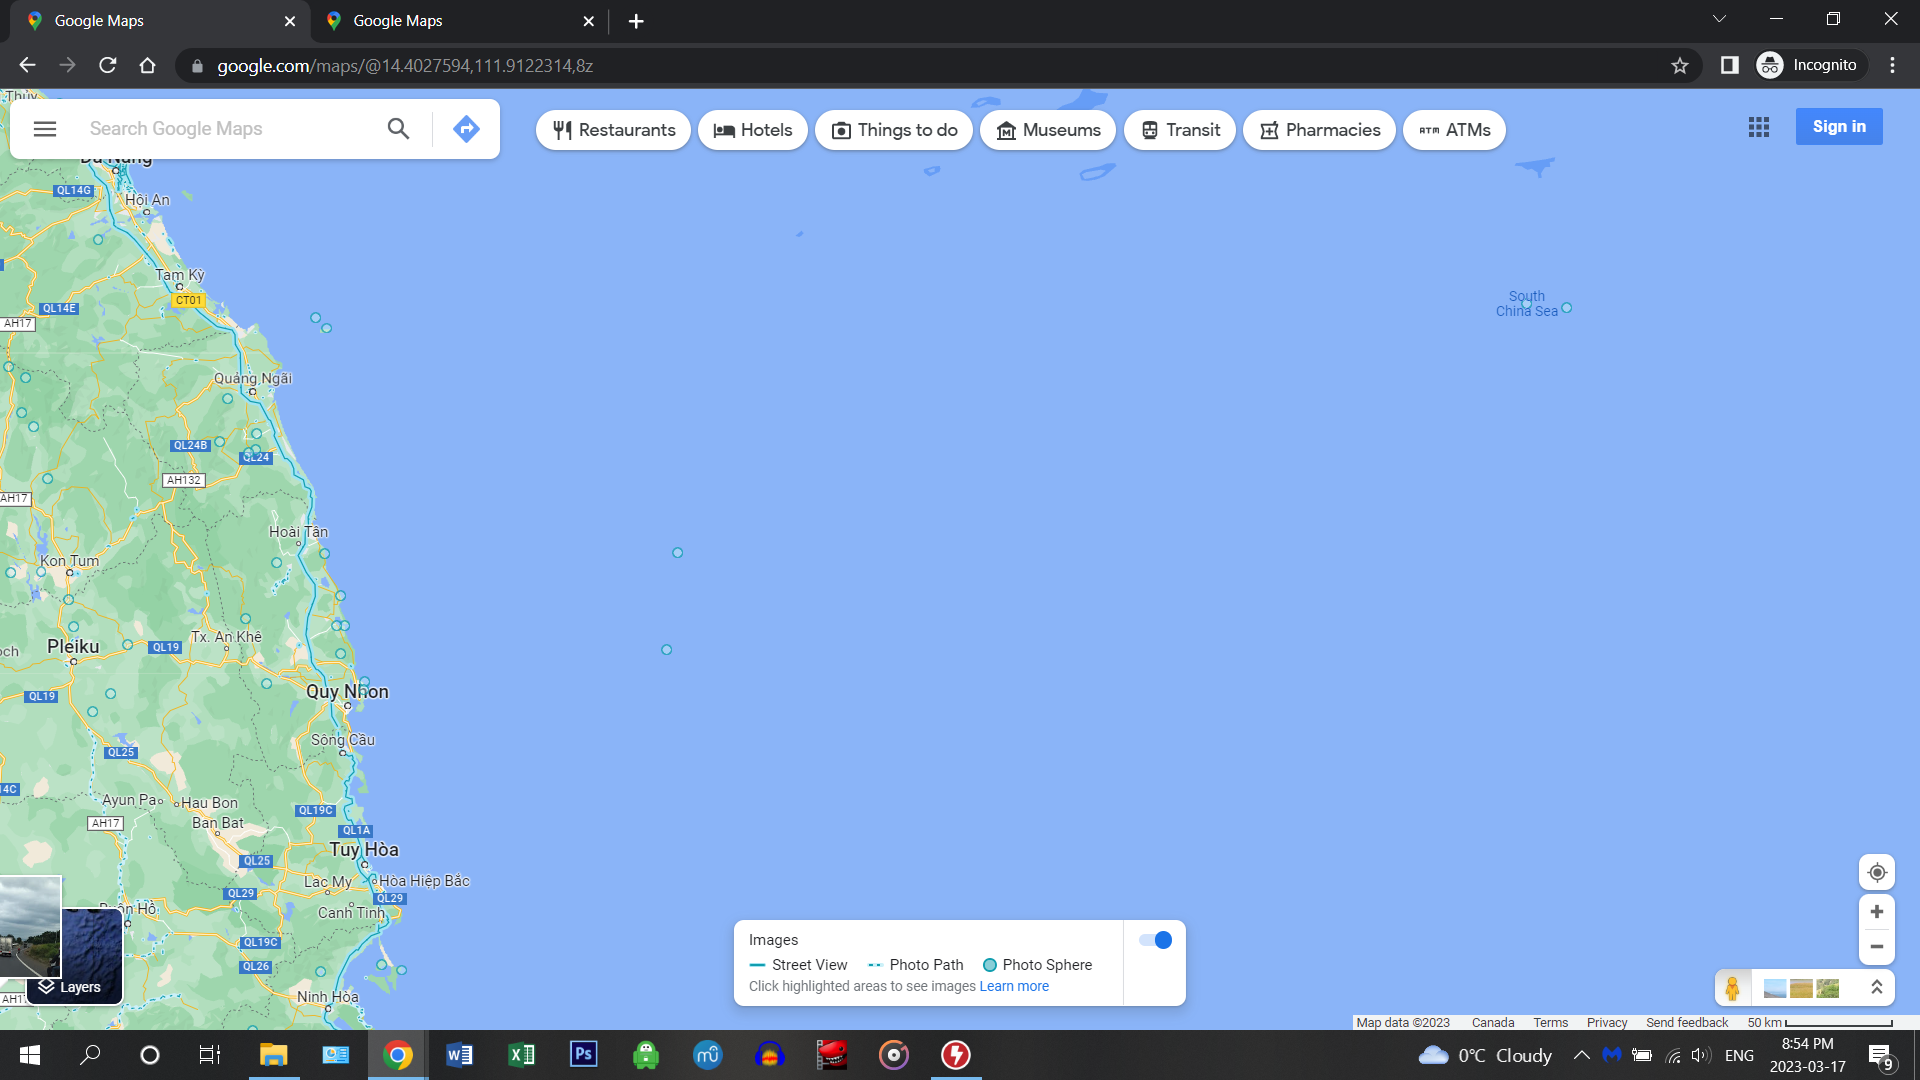 Google Maps
Google Maps
google.com/maps/@14.4027594,111.9122314,8z
Incognito
Search Google Maps
Restaurants
Hotels
Things to do
Museums
Transit
Pharmacies
ATM ATMs
Sign in
Da Nang
QL14G
Hội An
Tam Kỳ
CT01
QL14E
AH17
South
China Sea
Quảng Ngãi
QL24B
QL24
AH132
AH17
Hoài Tân
Kon Tum
Tx. An Khê
Pleiku
QL19
QL19
Quy Nhon
Sông Cầu
QL25
14C
Ayun Pa
Hau Bon
QL19C
AH17
Ban Bat
QL1A
Tuy Hòa
QL25
Lac My
Hòa Hiệp Bắc
QL29
QL29
Canh Tinh
QL19C
QL26
Ninh Hòa
AH17
Layers
Images
Street View
Photo Path
Photo Sphere
Click highlighted areas to see images Learn more
Map data ©2023
Canada
Terms
Privacy
Send feedback
50 km
0°C Cloudy
ENG
8:54 PM
2023-03-17
9